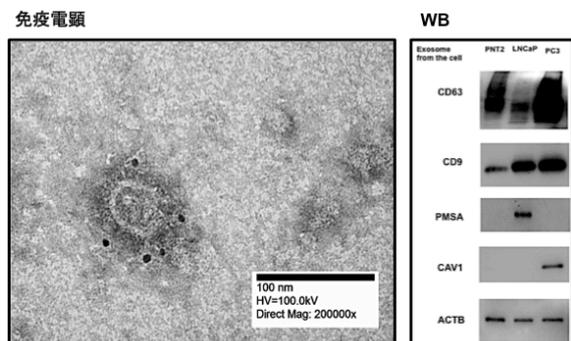 免疫電顕
100 nm
HV=100.0kV
Direct Mag: 200000x
WB
Exosome from the cell PNT2 LNCaP PC3
CD63
CD9
PMSA
CAV1
ACTB